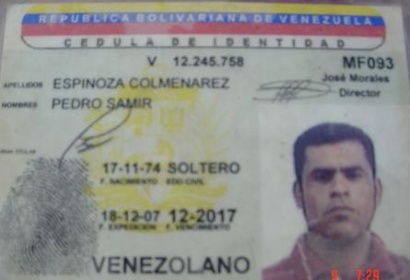 REPUBLICA BOLIVARIANA DE VENEZUELA
CEDULA DE IDENTIDAD
V 12.245.758 MF093
José Morales
Director
APELLIDOS ESPINOZA COLMENAREZ
NOMBRES PEDRO SAMIR
17-11-74 SOLTERO
F. NACIMIENTO EDO CIVIL
18-12-07 12-2017
F. EXPEDICION F. VENCIMIENTO
VENEZOLANO